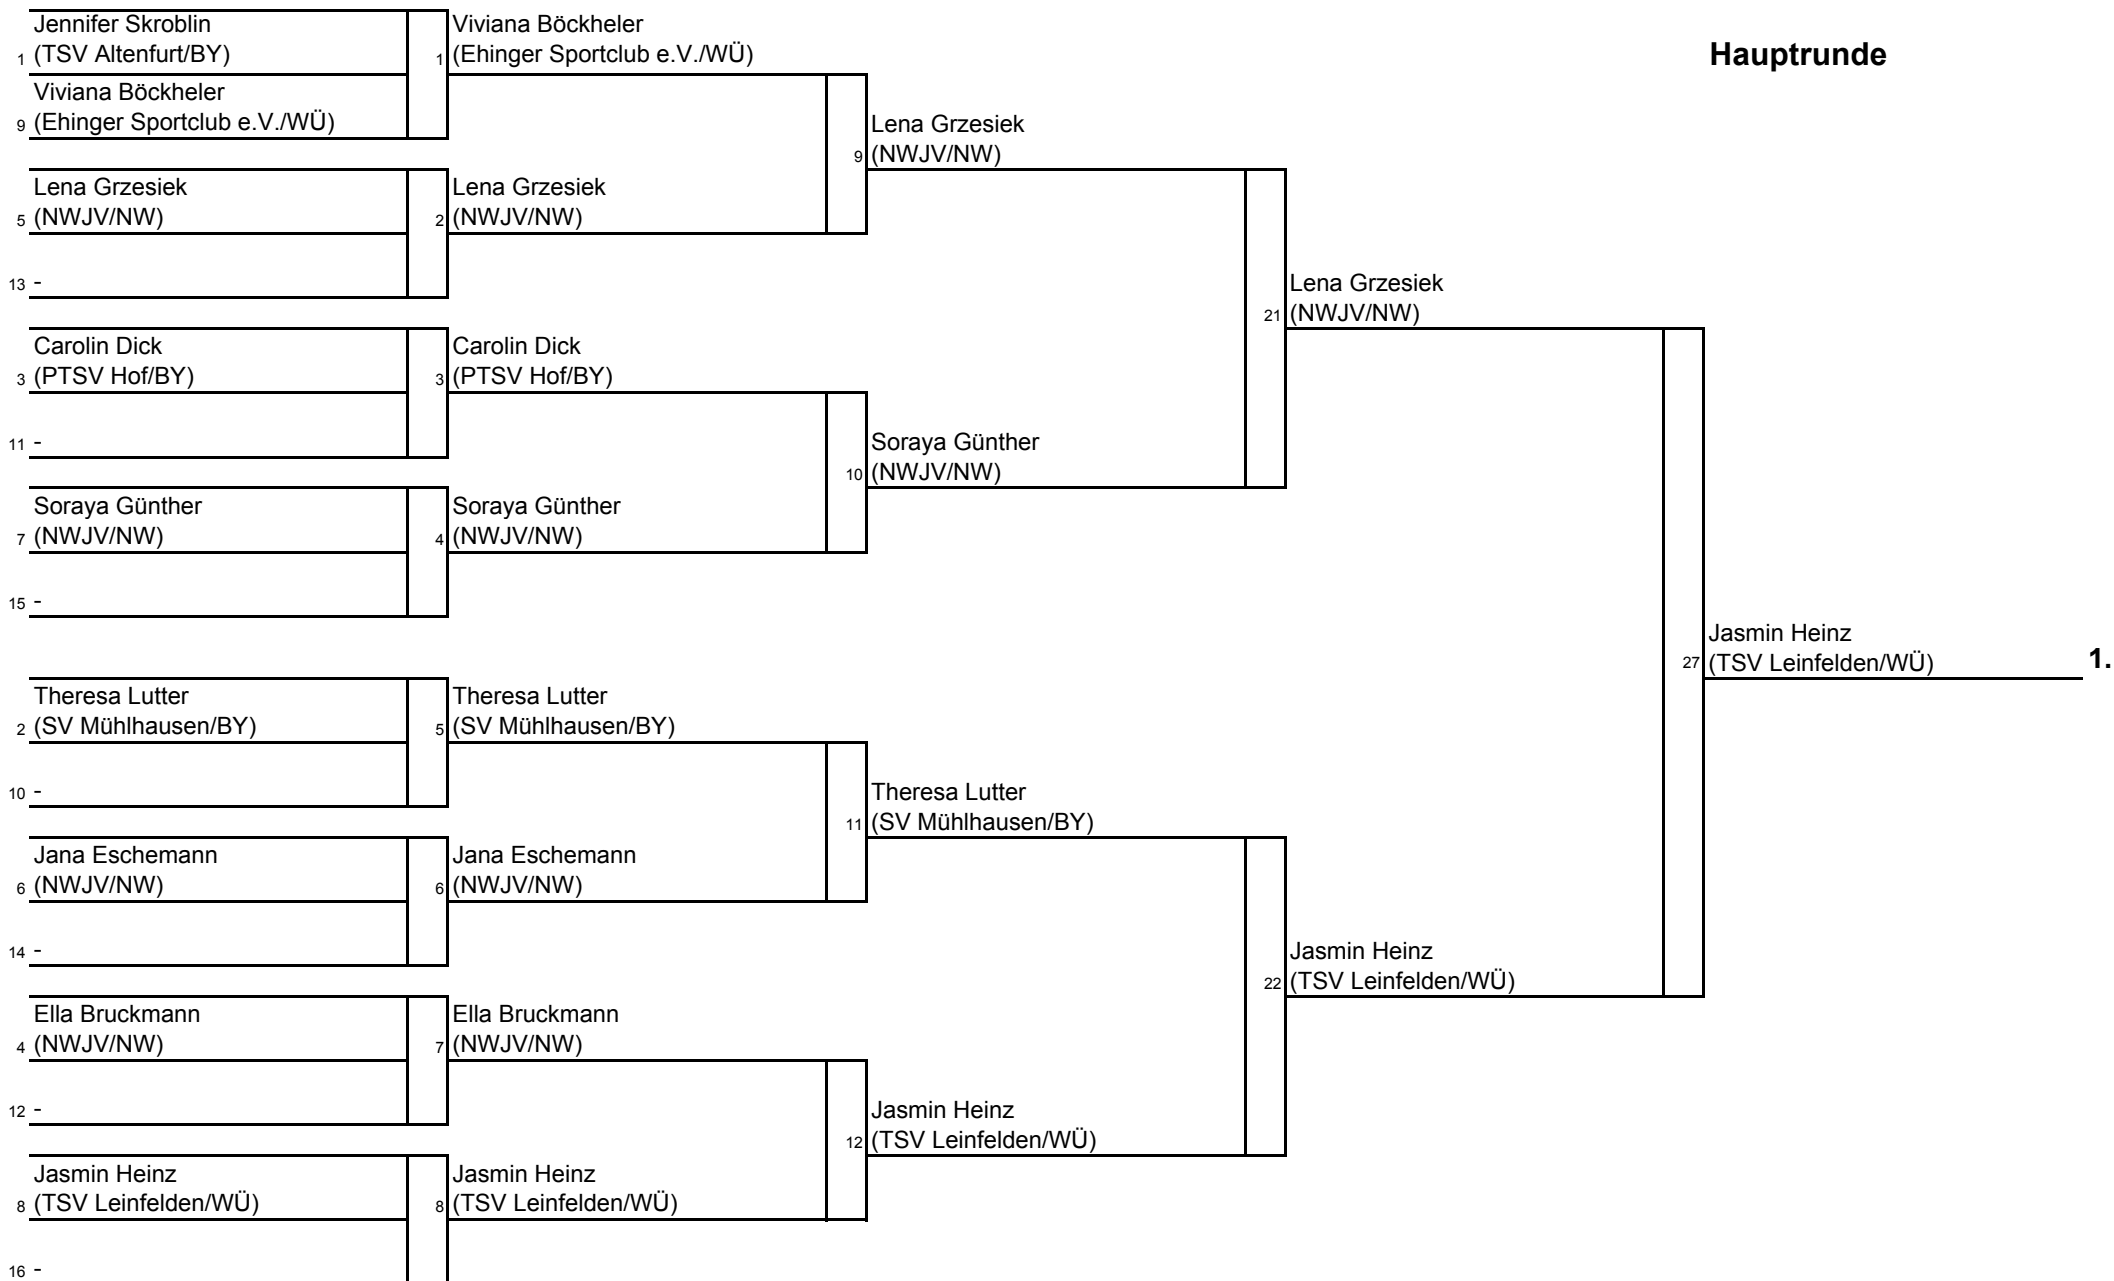 Hauptrunde
Jennifer Skroblin
1 (TSV Altenfurt/BY)
Viviana Böckheler
9 (Ehinger Sportclub e.V./WÜ)
Lena Grzesiek
5 (NWJV/NW)
13 -
Carolin Dick
3 (PTSV Hof/BY)
11 -
Soraya Günther
7 (NWJV/NW)
15 -
Theresa Lutter
2 (SV Mühlhausen/BY)
10 -
Jana Eschemann
6 (NWJV/NW)
14 -
Ella Bruckmann
4 (NWJV/NW)
12 -
Jasmin Heinz
8 (TSV Leinfelden/WÜ)
16 -
Viviana Böckheler
1 (Ehinger Sportclub e.V./WÜ)
Lena Grzesiek
2 (NWJV/NW)
Carolin Dick
3 (PTSV Hof/BY)
Soraya Günther
4 (NWJV/NW)
Theresa Lutter
5 (SV Mühlhausen/BY)
Jana Eschemann
6 (NWJV/NW)
Ella Bruckmann
7 (NWJV/NW)
Jasmin Heinz
8 (TSV Leinfelden/WÜ)
Lena Grzesiek
9 (NWJV/NW)
Soraya Günther
10 (NWJV/NW)
Theresa Lutter
11 (SV Mühlhausen/BY)
Jasmin Heinz
12 (TSV Leinfelden/WÜ)
Lena Grzesiek
21 (NWJV/NW)
Jasmin Heinz
22 (TSV Leinfelden/WÜ)
Jasmin Heinz
27 (TSV Leinfelden/WÜ) 1.